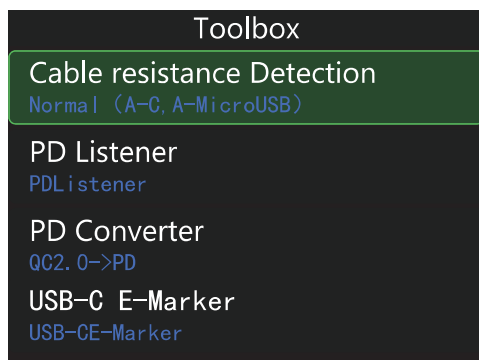 Toolbox
Cable resistance Detection
Normal（A-C,A-MicroUSB）
PD Listener
PDListener
PD Converter
QC2.0->PD
USB-C E-Marker
USB-CE-Marker